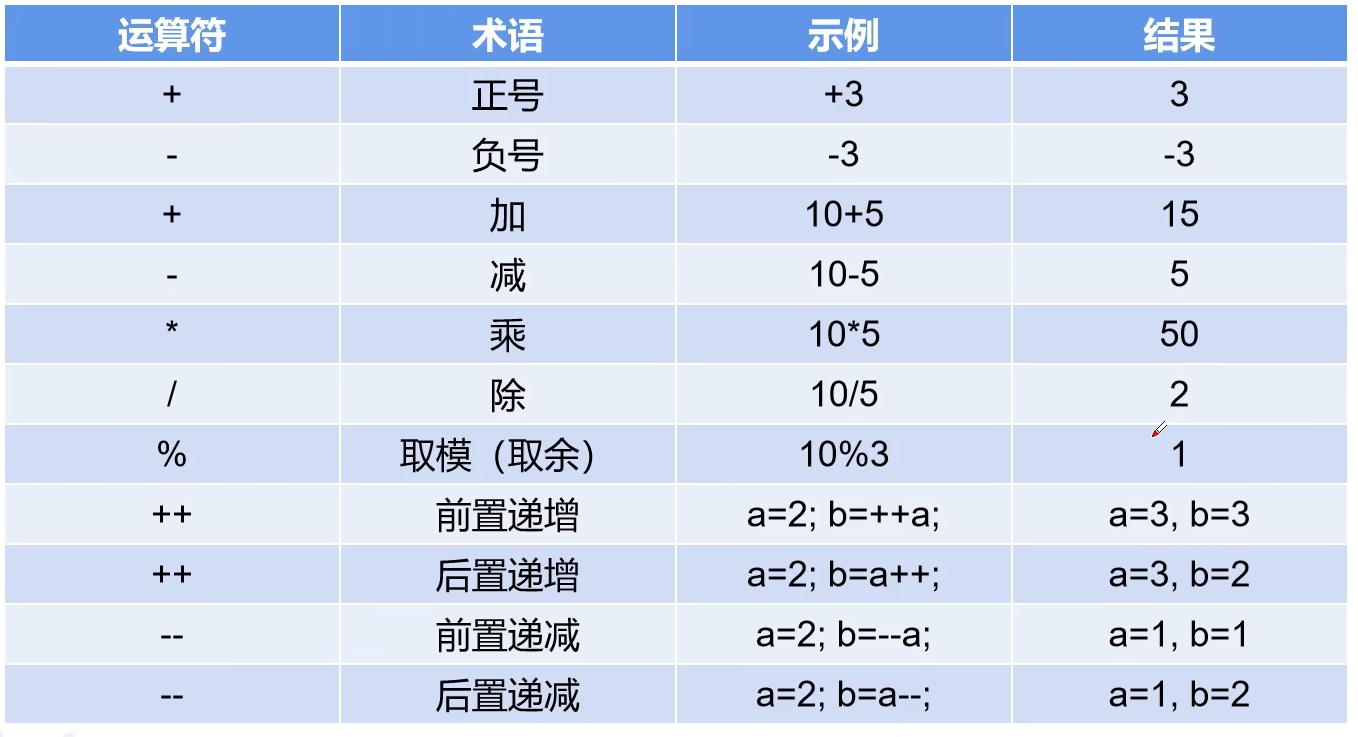 运算符 术语 示例 结果
+ 正号 +3 3
- 负号 -3 -3
+ 加 10+5 15
- 减 10-5 5
* 乘 10*5 50
/ 除 10/5 2
% 取模（取余） 10%3 1
++ 前置递增 a=2; b=++a; a=3, b=3
++ 后置递增 a=2; b=a++; a=3, b=2
-- 前置递减 a=2; b=--a; a=1, b=1
-- 后置递减 a=2; b=a--; a=1, b=2